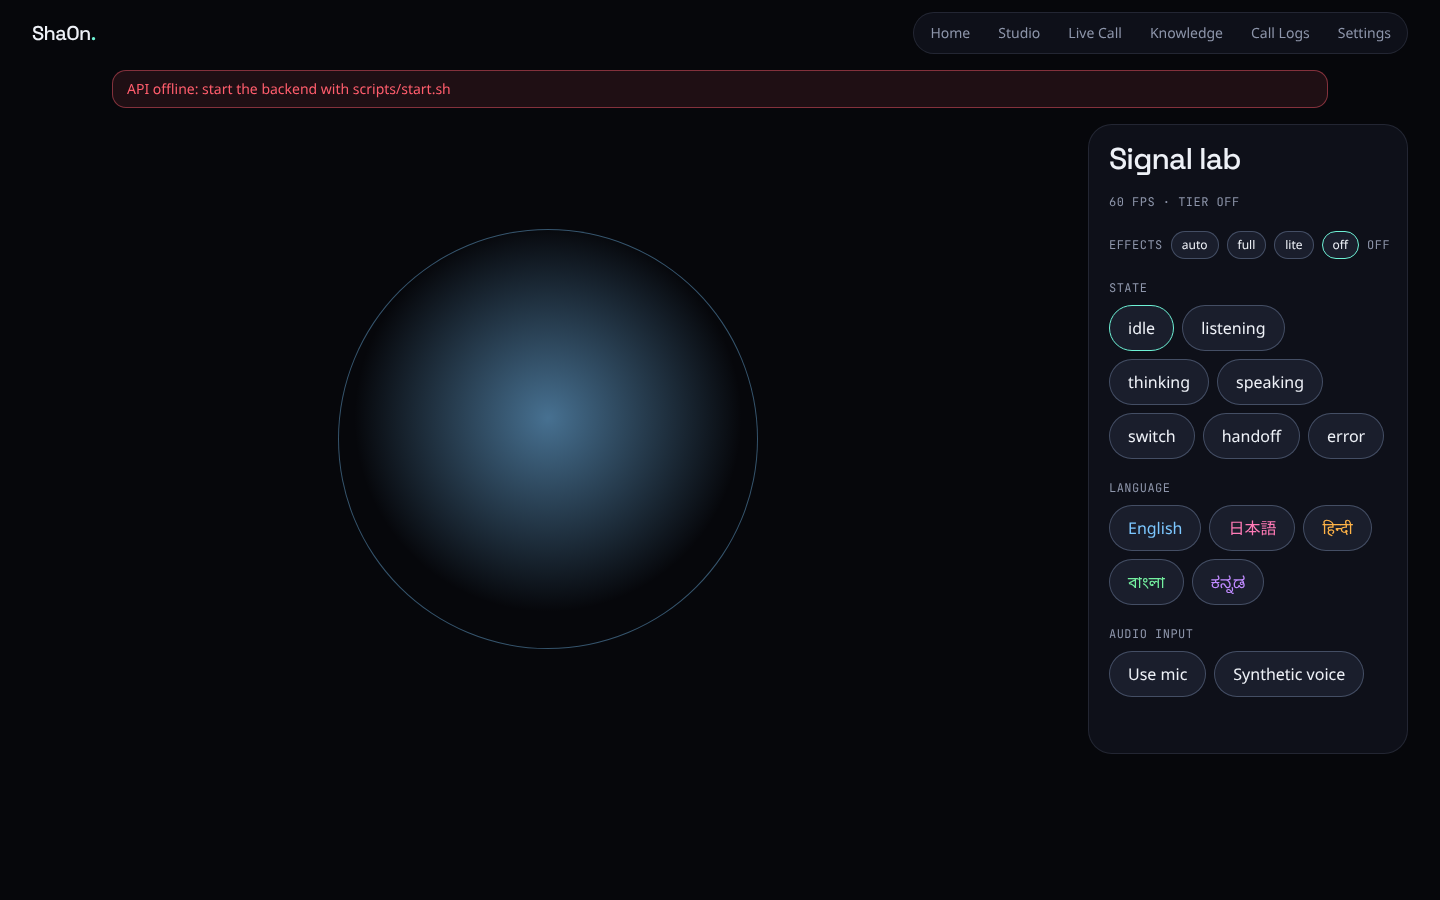 ShaOn.
Home Studio Live Call Knowledge Call Logs Settings
API offline: start the backend with scripts/start.sh
Signal lab
60 FPS · TIER OFF
EFFECTS auto full lite off OFF
STATE
idle listening
thinking speaking
switch handoff error
LANGUAGE
English 日本語 हिन्दी
বাংলা ಕನ್ನಡ
AUDIO INPUT
Use mic Synthetic voice